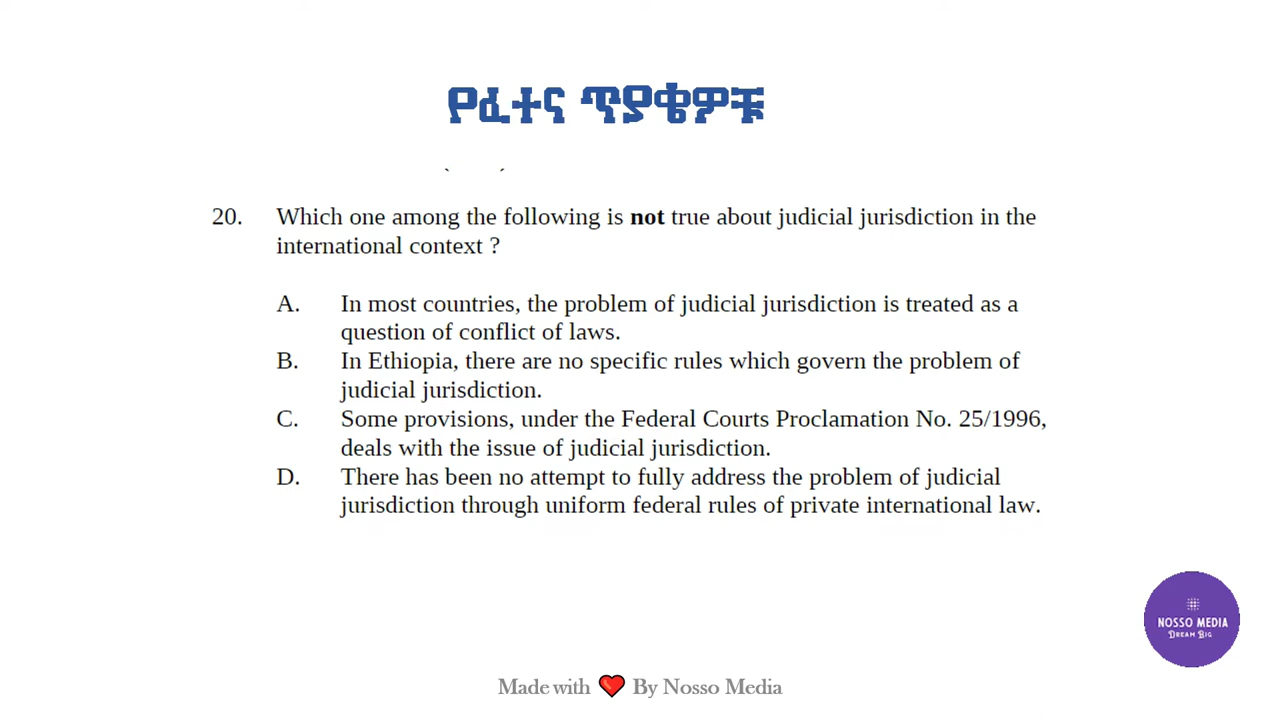 የፈተና ጥያቄዎቹ
20. Which one among the following is not true about judicial jurisdiction in the
international context ?
A. In most countries, the problem of judicial jurisdiction is treated as a
question of conflict of laws.
B. In Ethiopia, there are no specific rules which govern the problem of
judicial jurisdiction.
C. Some provisions, under the Federal Courts Proclamation No. 25/1996,
deals with the issue of judicial jurisdiction.
D. There has been no attempt to fully address the problem of judicial
jurisdiction through uniform federal rules of private international law.
NOSSO MEDIA
DREAM BIG
Made with ❤ By Nosso Media